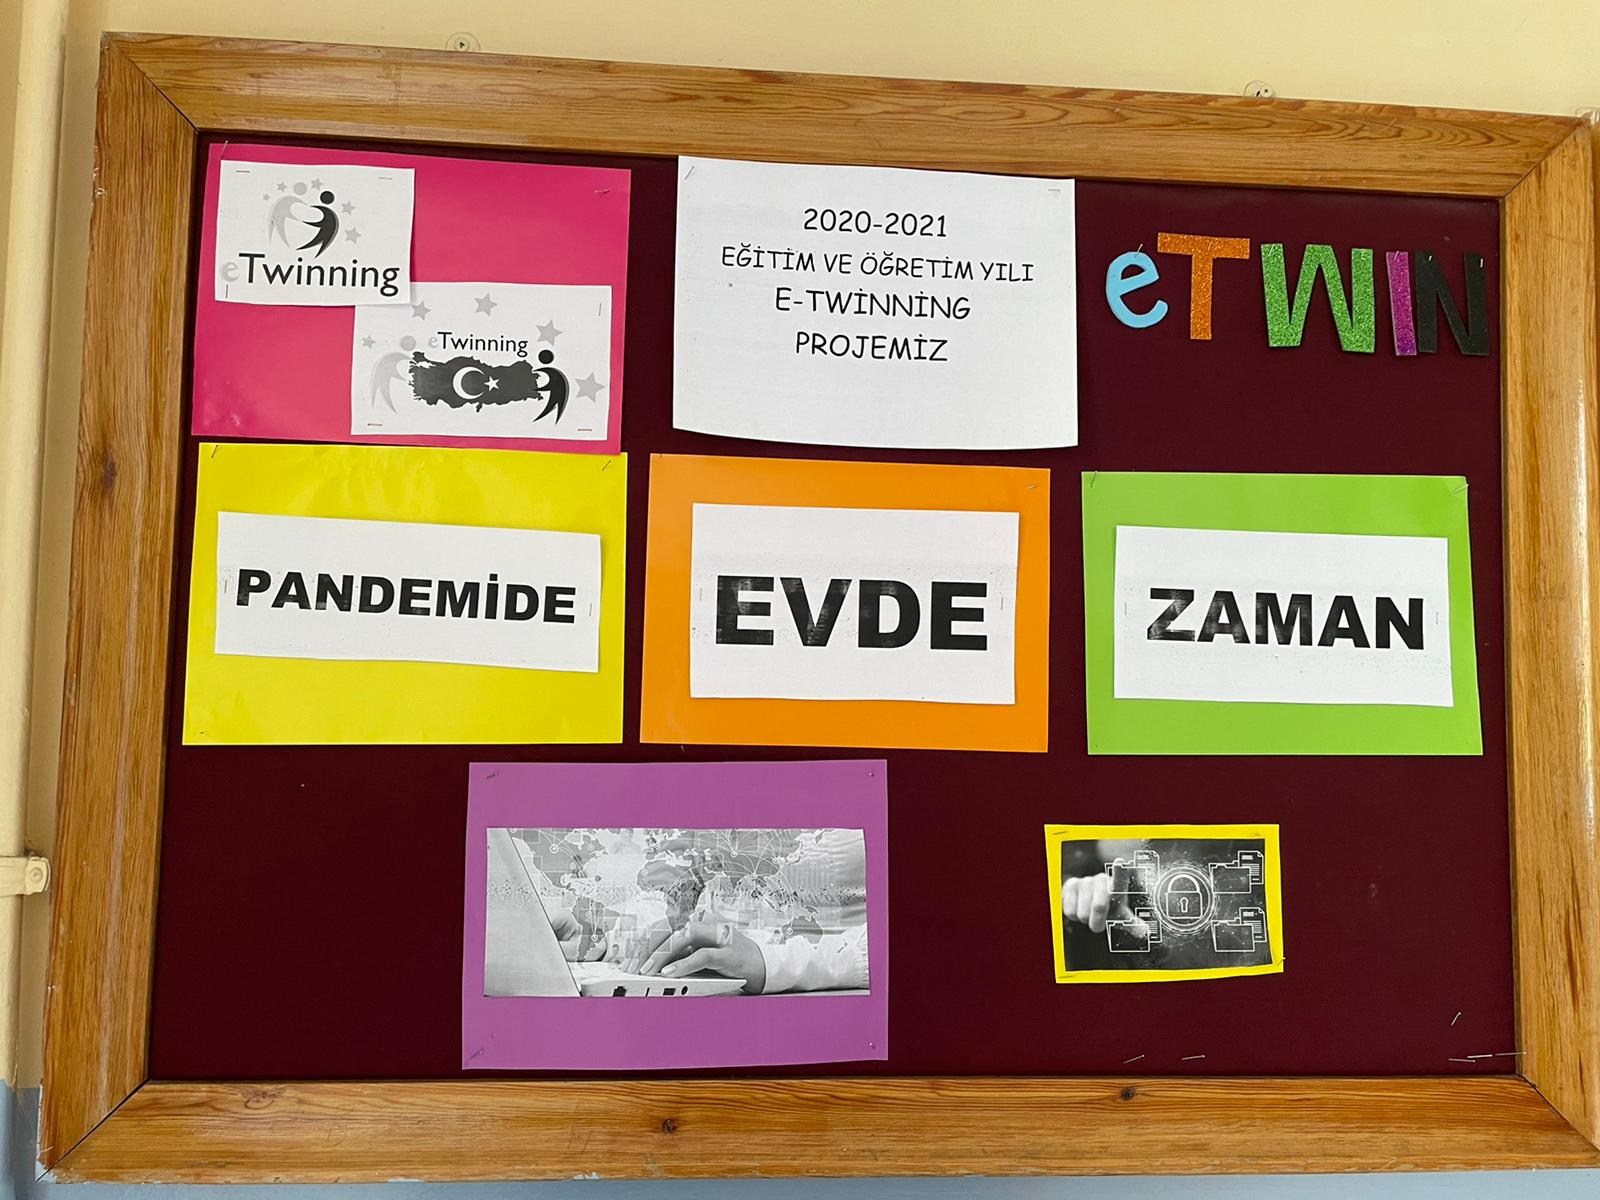 eTwinning
eTwinning
2020-2021
EĞİTİM VE ÖĞRETİM YILI
E-TWİNNİNG
PROJEMİZ
eTWIN
PANDEMİDE
EVDE
ZAMAN